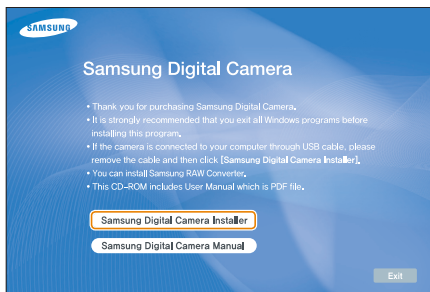 SAMSUNG
Samsung Digital Camera
• Thank you for purchasing Samsung Digital Camera.
• It is strongly recommended that you exit all Windows programs before
installing this program.
• If the camera is connected to your computer through USB cable, please
remove the cable and then click [Samsung Digital Camera Installer].
• You can install Samsung RAW Converter.
• This CD-ROM includes User Manual which is PDF file.
Samsung Digital Camera Installer
Samsung Digital Camera Manual
Exit